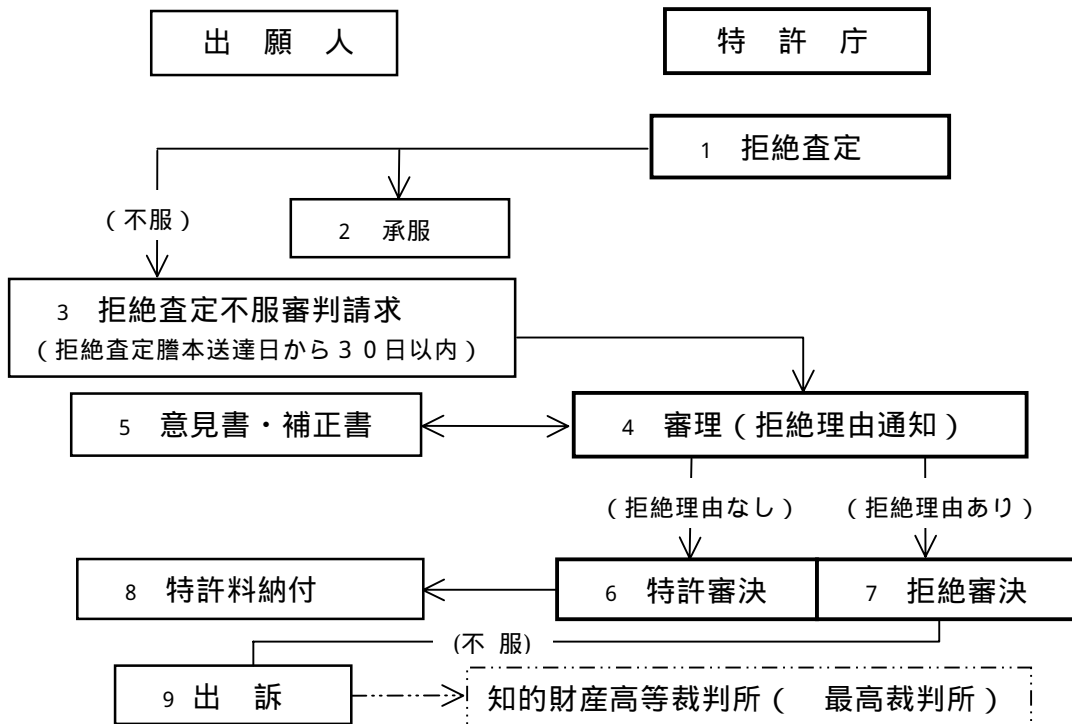 出　願　人
特　許　庁
1　拒絶査定
（不服）
2　承服
3　拒絶査定不服審判請求
（拒絶査定謄本送達日から３０日以内）
5　意見書・補正書
4　審理（拒絶理由通知）
（拒絶理由なし）
（拒絶理由あり）
8　特許料納付
6　特許審決
7　拒絶審決
(不 服)
9 出　訴
知的財産高等裁判所（　最高裁判所）